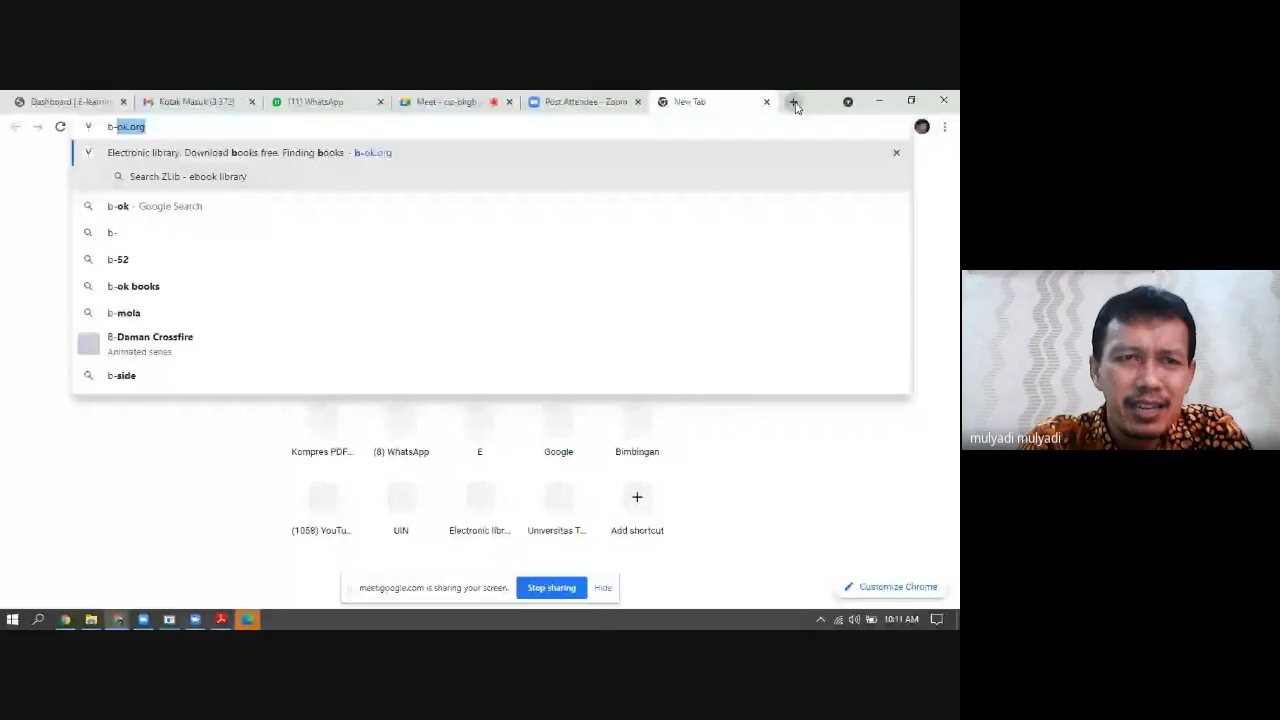 Dashboard | E-learnin
Kotak Masuk (3.373)
(11) WhatsApp
Meet - 
Post Attendee - Zoom
New Tab
b-ok.org
Electronic library. Download books free. Finding books - b-ok.org
Search ZLib - ebook library
b-ok - Google Search
b-
b-52
b-ok books
b-mola
B-Daman Crossfire
Animated series
b-side
Kompres PDF...
(8) WhatsApp
E
Google
Bimbingan
(1058) YouTu...
UIN
Electronic libr...
Universitas T...
Add shortcut
meet.google.com is sharing your screen.
Stop sharing
Hide
Customize Chrome
10:11 AM
mulyadi mulyadi